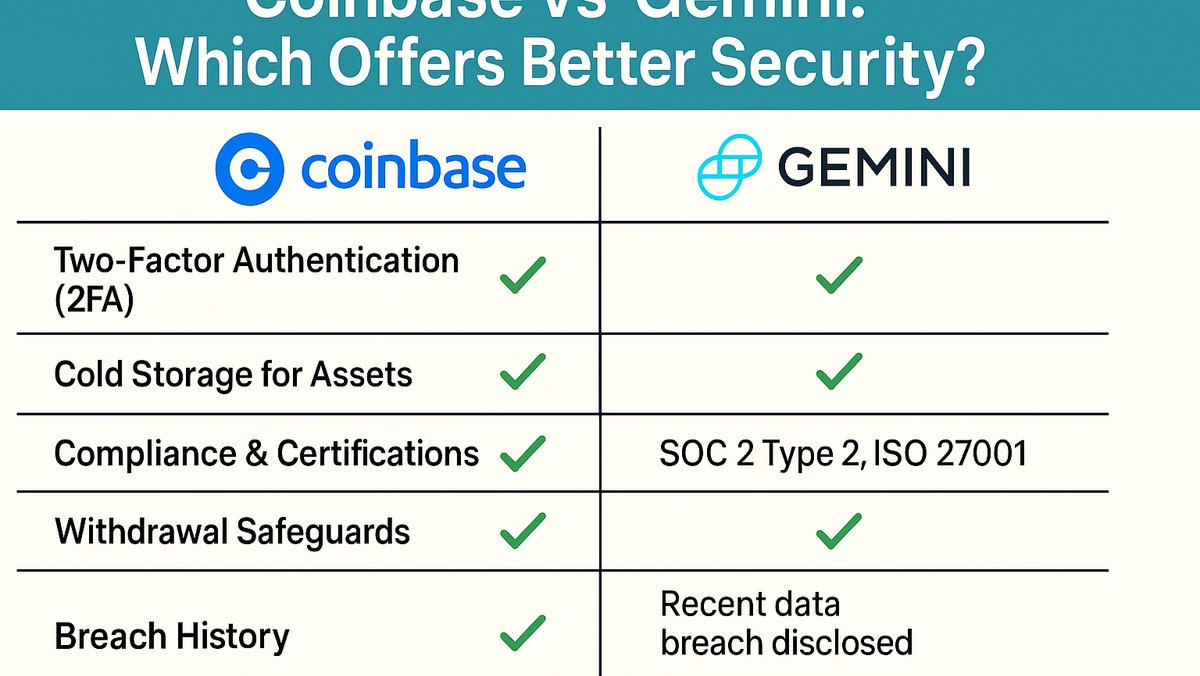 Coinbase vs Gemini:
Which Offers Better Security?
coinbase
GEMINI
Two-Factor Authentication
(2FA)
Cold Storage for Assets
Compliance & Certifications
SOC 2 Type 2, ISO 27001
Withdrawal Safeguards
Breach History
Recent data
breach disclosed